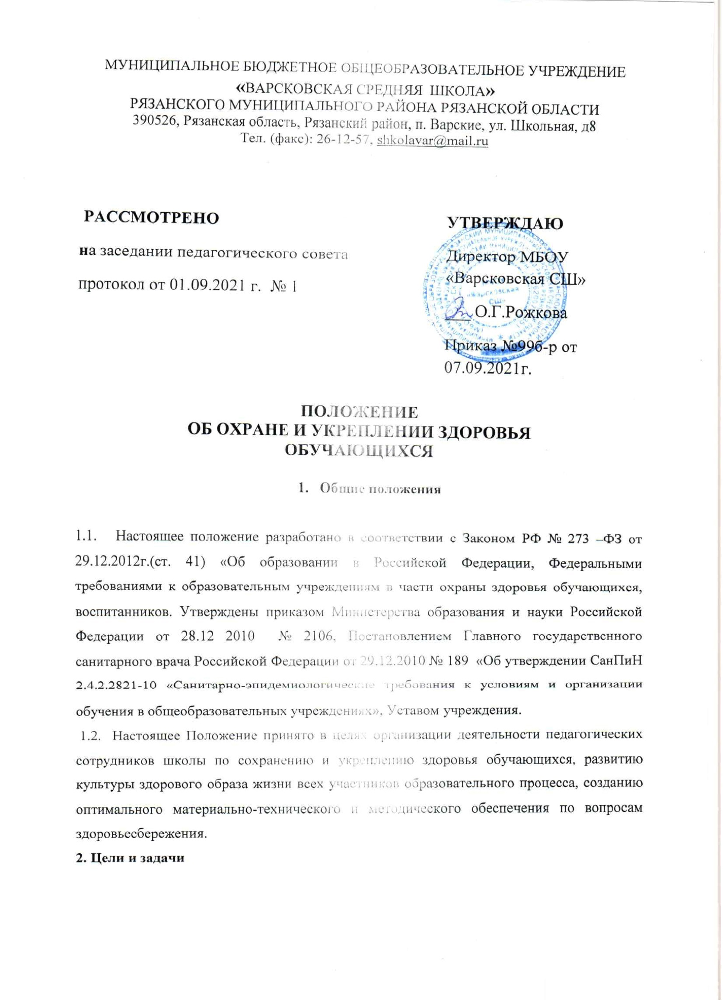 МУНИЦИПАЛЬНОЕ БЮДЖЕТНОЕ ОБЩЕОБРАЗОВАТЕЛЬНОЕ УЧРЕЖДЕНИЕ
«ВАРСКОВСКАЯ СРЕДНЯЯ ШКОЛА»
РЯЗАНСКОГО МУНИЦИПАЛЬНОГО РАЙОНА РЯЗАНСКОЙ ОБЛАСТИ
390526, Рязанская область, Рязанский район, п. Варские, ул. Школьная, д8
Тел. (факс): 26-12-57, shkolavar@mail.ru
РАССМОТРЕНО
на заседании педагогического совета
протокол от 01.09.2021 г. № 1
УТВЕРЖДАЮ
Директор МБОУ
«Варсковская СШ»
О.Г.Рожкова
Приказ №99б-р от
07.09.2021г.
«Варсковская
СШ»
ПОЛОЖЕНИЕ
ОБ ОХРАНЕ И УКРЕПЛЕНИИ ЗДОРОВЬЯ
ОБУЧАЮЩИХСЯ
1. Общие положения
1.1. Настоящее положение разработано в соответствии с Законом РФ № 273 –ФЗ от
29.12.2012г.(ст. 41) «Об образовании в Российской Федерации, Федеральными
требованиями к образовательным учреждениям в части охраны здоровья обучающихся,
воспитанников. Утверждены приказом Министерства образования и науки Российской
Федерации от 28.12 2010 № 2106, Постановлением Главного государственного
санитарного врача Российской Федерации от 29.12.2010 № 189 «Об утверждении СанПиН
2.4.2.2821-10 «Санитарно-эпидемиологические требования к условиям и организации
обучения в общеобразовательных учреждениях», Уставом учреждения.
1.2. Настоящее Положение принято в целях организации деятельности педагогических
сотрудников школы по сохранению и укреплению здоровья обучающихся, развитию
культуры здорового образа жизни всех участников образовательного процесса, созданию
оптимального материально-технического и методического обеспечения по вопросам
здоровьесбережения.
2. Цели и задачи